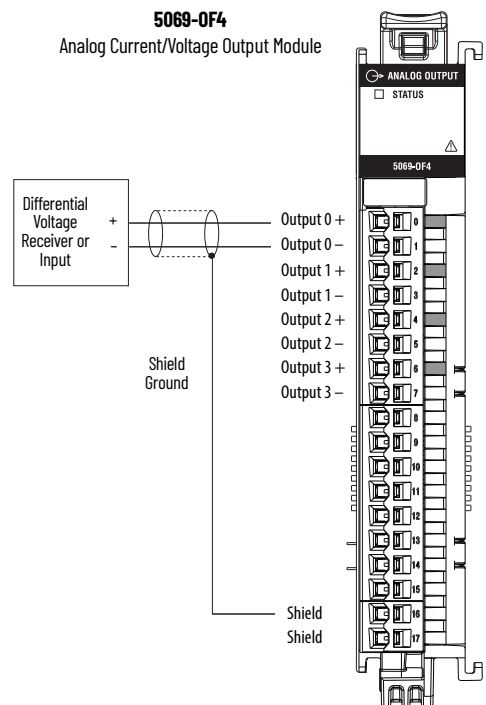 5069-OF4
Analog Current/Voltage Output Module
ANALOG OUTPUT
STATUS
5069-OF4
Differential
Voltage
Receiver or
Input
+
–
Output 0 +
Output 0 –
Output 1 +
Output 1 –
Output 2 +
Output 2 –
Output 3 +
Output 3 –
Shield
Ground
Shield
Shield
0
1
2
3
4
5
6
7
8
9
10
11
12
13
14
15
16
17